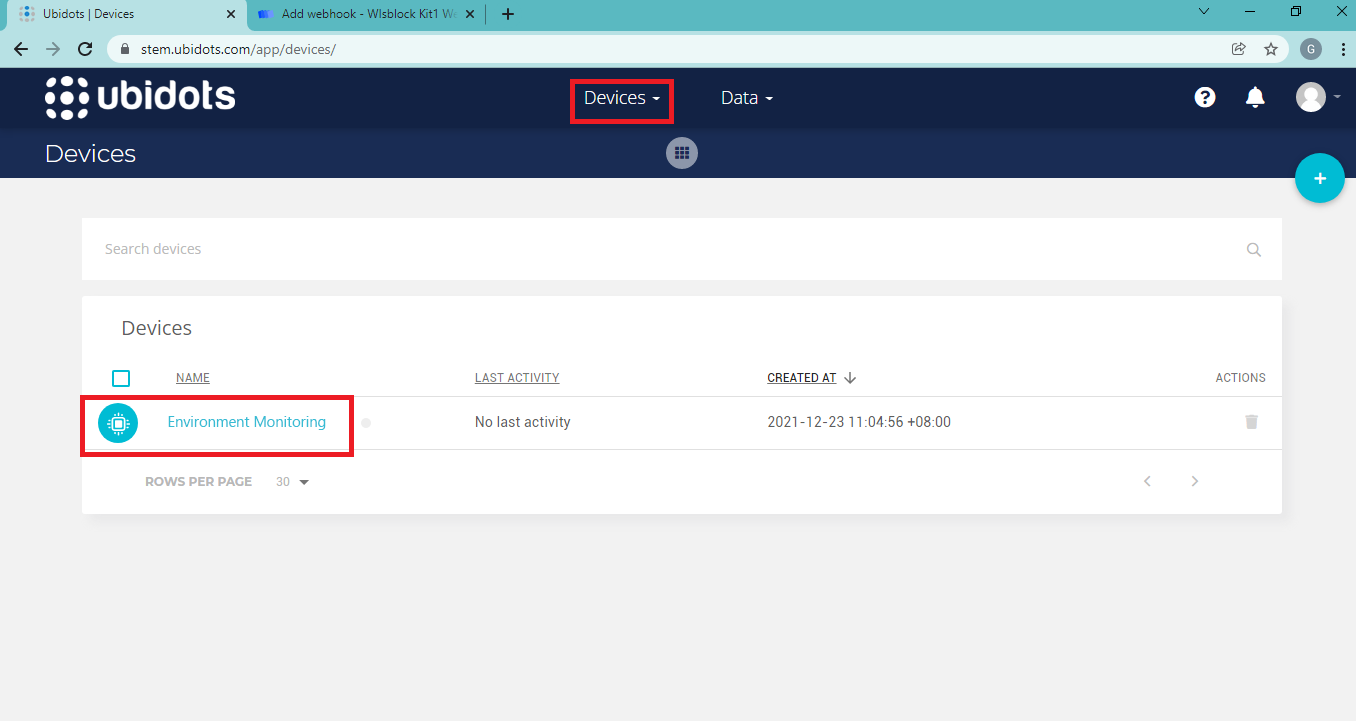 Ubidots | Devices
Add webhook - WIsblock Kit1 We
stem.ubidots.com/app/devices/
G
ubidots
Devices
Data
?
Devices
+
Search devices
Devices
NAME
LAST ACTIVITY
CREATED AT
ACTIONS
Environment Monitoring
No last activity
2021-12-23 11:04:56 +08:00
ROWS PER PAGE
30